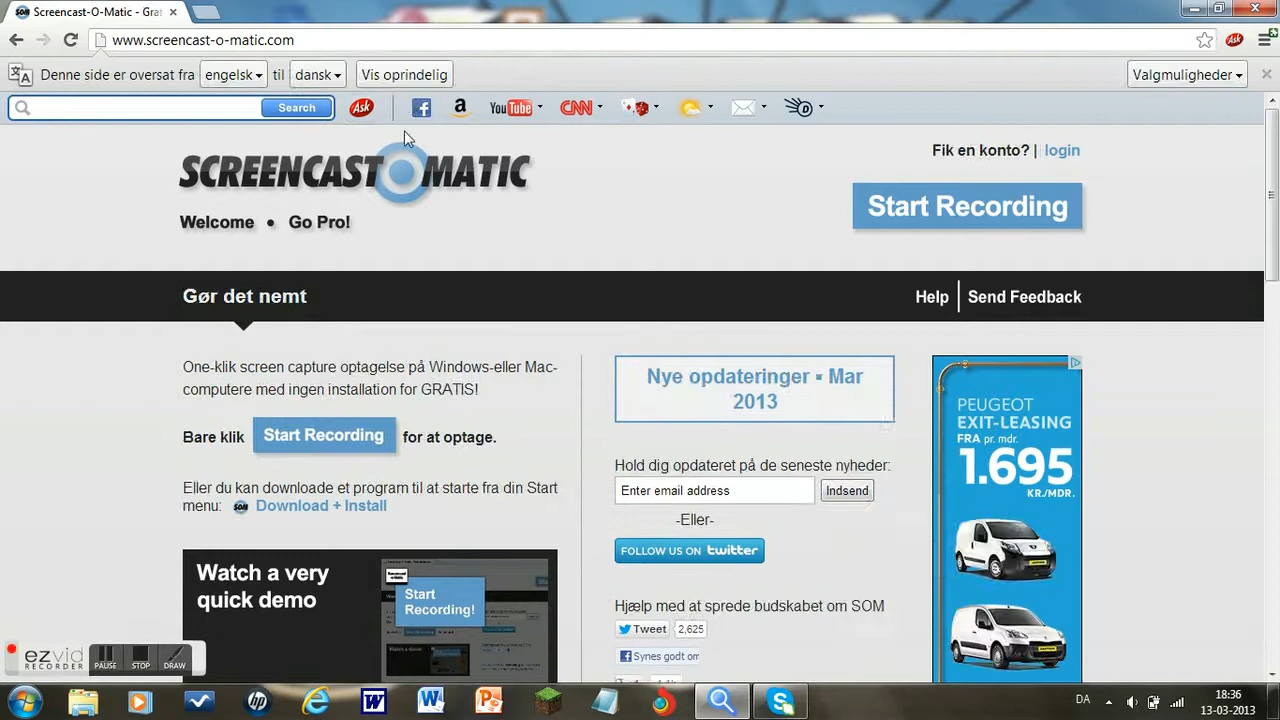 Screencast-O-Matic - Gra
www.screencast-o-matic.com
Ask
Denne side er oversat fra engelsk til dansk Vis oprindelig Valgmuligheder
Search Ask YouTube CNN
SCREENCAST-O-MATIC
Fik en konto? | login
Start Recording
Welcome • Go Pro!
Gør det nemt
Help Send Feedback
One-klik screen capture optagelse på Windows-eller Mac-
computere med ingen installation for GRATIS!
Bare klik Start Recording for at optage.
Eller du kan downloade et program til at starte fra din Start
menu: SOM Download + Install
Watch a very
quick demo
Start
Recording!
Nye opdateringer ▪ Mar
2013
Hold dig opdateret på de seneste nyheder:
Enter email address Indsend
-Eller-
FOLLOW US ON twitter
Hjælp med at sprede budskabet om SOM
Tweet 2,625
Synes godt om
PEUGEOT
EXIT-LEASING
FRA pr. mdr.
1.695
KR./MDR.
ezvid
RECORDER
PAUSE STOP DRAW
DA 18:36
13-03-2013